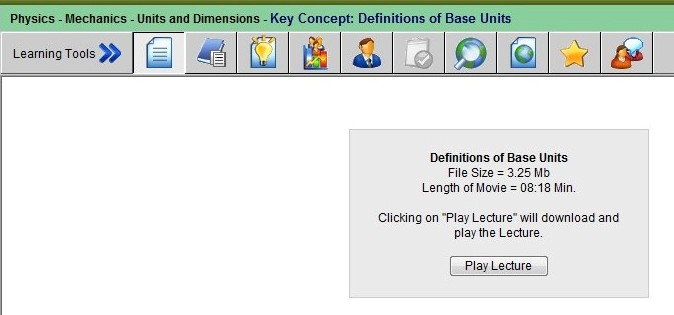 Physics - Mechanics - Units and Dimensions - Key Concept: Definitions of Base Units
Learning Tools
Definitions of Base Units
File Size = 3.25 Mb
Length of Movie = 08:18 Min.
Clicking on "Play Lecture" will download and
play the Lecture.
Play Lecture